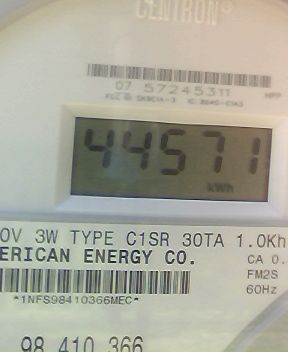 CENTRON®
07 57245311
44571
kWh
0V 3W TYPE C1SR 30TA 1.0Kh
ERICAN ENERGY CO.
CA 0.
FM2S
*1NFS98410366MEC*
60Hz
98 410 366